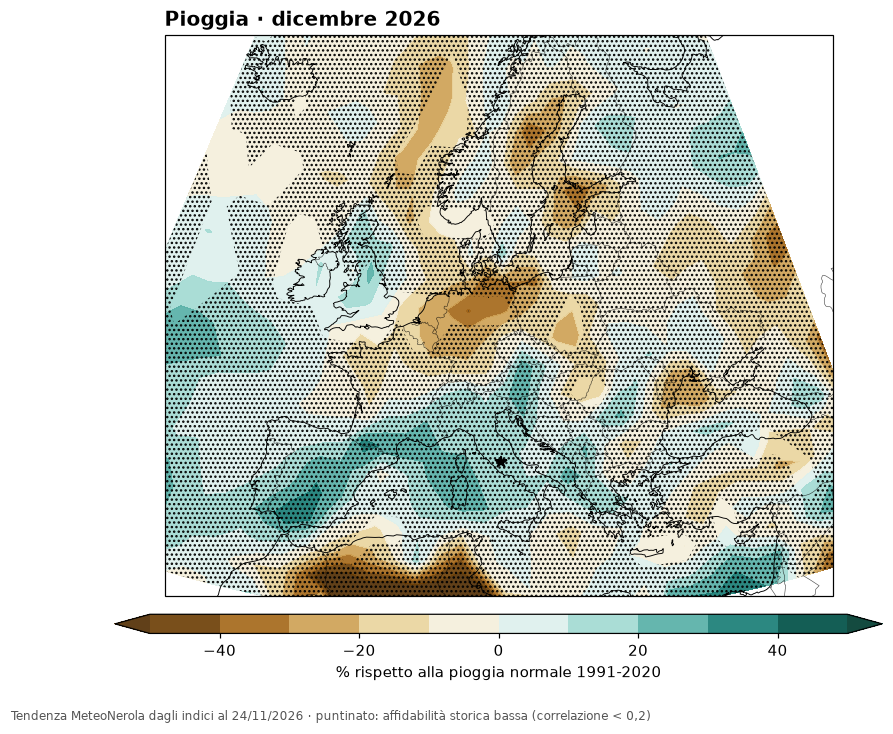 Pioggia · dicembre 2026
−40 −20 0 20 40
% rispetto alla pioggia normale 1991-2020
Tendenza MeteoNerola dagli indici al 24/11/2026 · puntinato: affidabilità storica bassa (correlazione < 0,2)